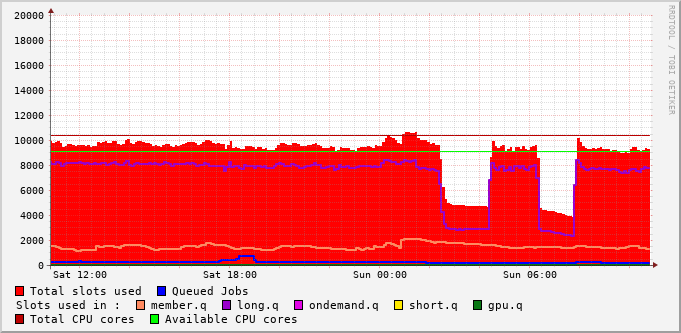 20000
18000
16000
14000
12000
10000
8000
6000
4000
2000
0
Sat 12:00 Sat 18:00 Sun 00:00 Sun 06:00
RRDTOOL / TOBI OETIKER
Total slots used Queued Jobs
Slots used in : member.q long.q ondemand.q short.q gpu.q
Total CPU cores Available CPU cores